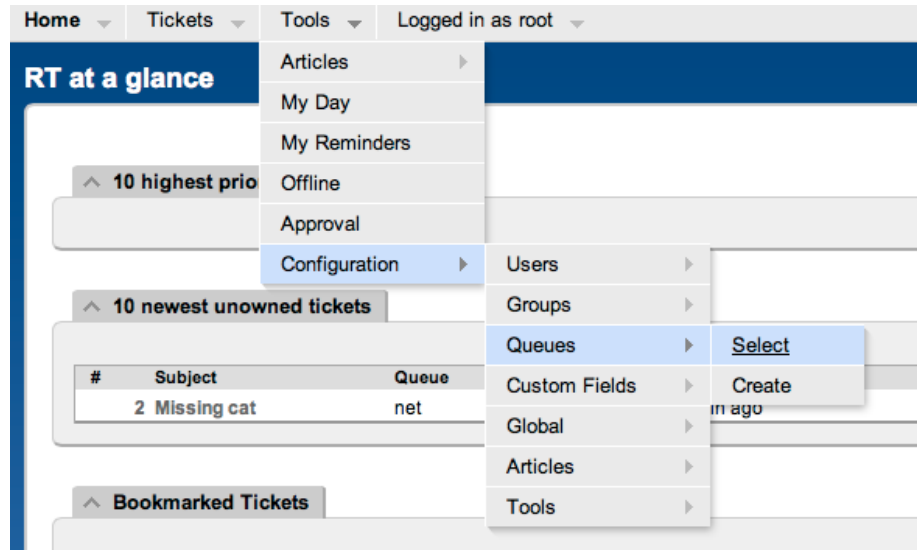 Home Tickets Tools Logged in as root
RT at a glance
Articles
My Day
My Reminders
10 highest prio
Offline
Approval
Configuration
Users
10 newest unowned tickets
Groups
Queues
Select
# Subject Queue
Custom Fields
Create
2 Missing cat net
in ago
Global
Articles
Bookmarked Tickets
Tools